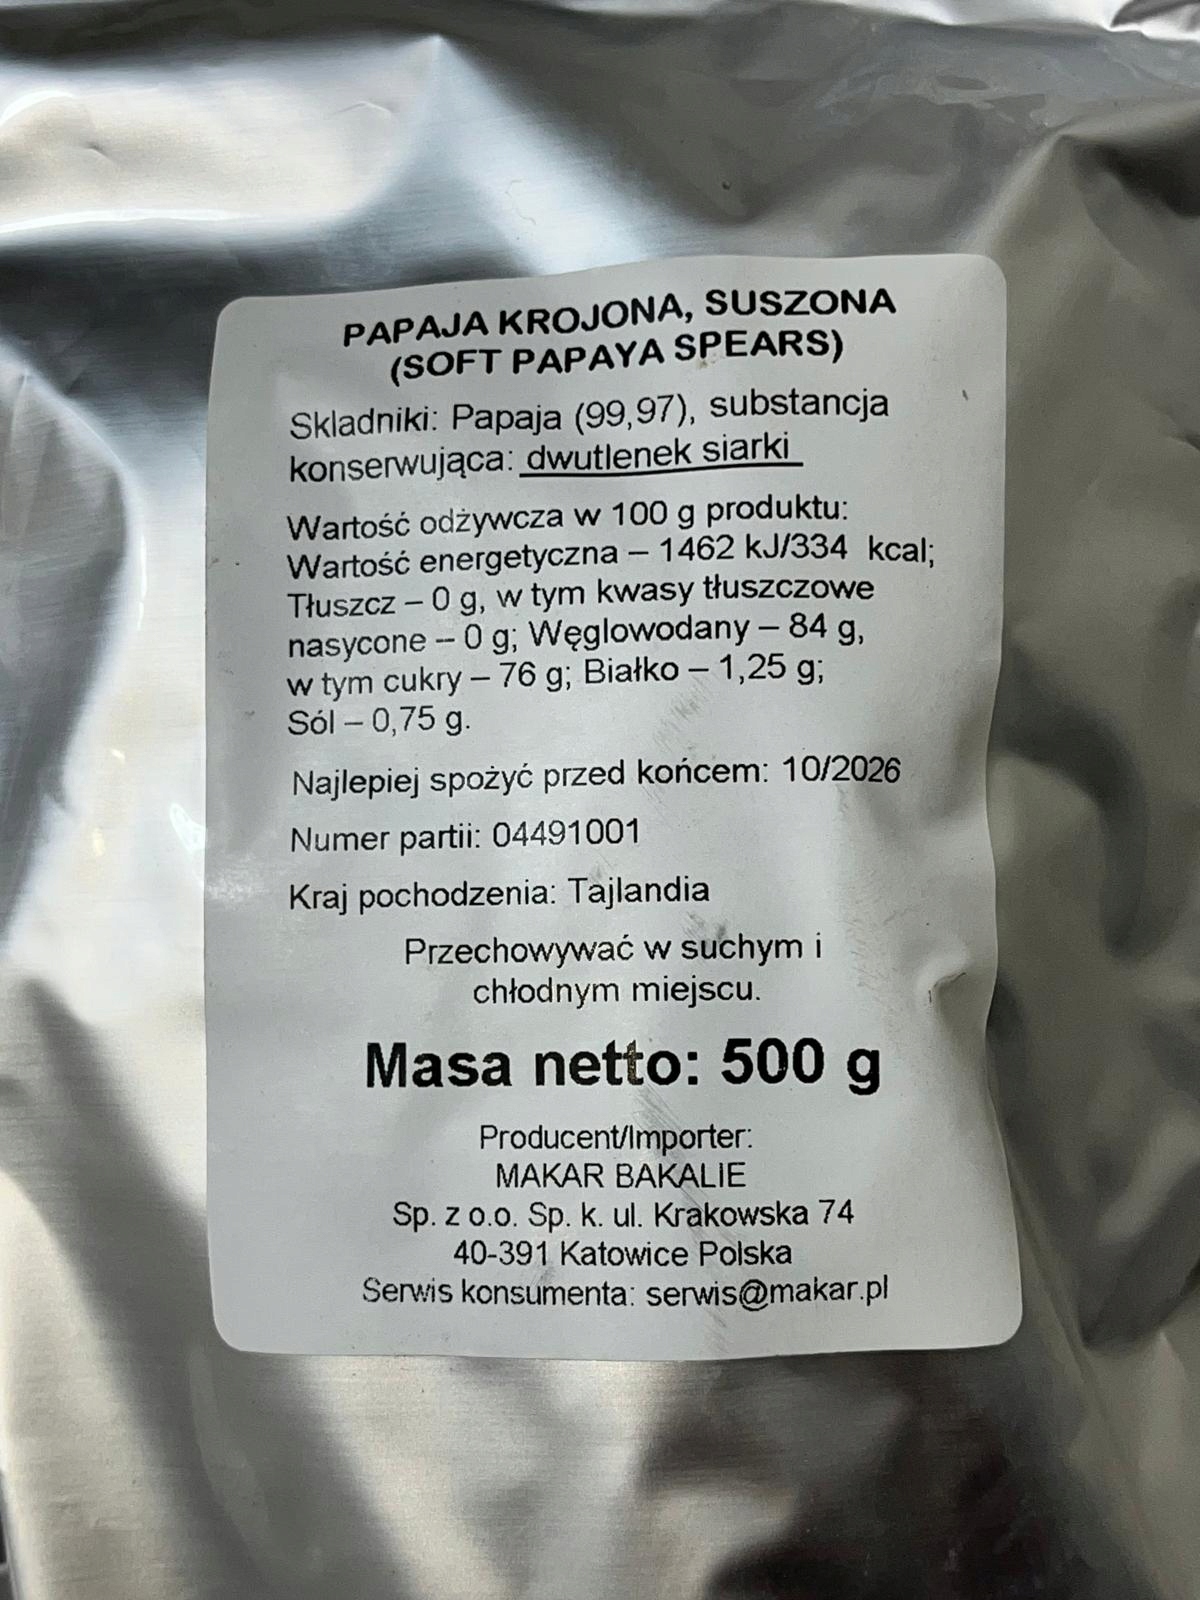 PAPAJA KROJONA, SUSZONA
(SOFT PAPAYA SPEARS)
Skladniki: Papaja (99,97), substancja
konserwująca: dwutlenek siarki
Wartość odżywcza w 100 g produktu:
Wartość energetyczna – 1462 kJ/334 kcal;
Tłuszcz – 0 g, w tym kwasy tłuszczowe
nasycone – 0 g; Węglowodany – 84 g,
w tym cukry – 76 g; Białko – 1,25 g;
Sól – 0,75 g.
Najlepiej spożyć przed końcem: 10/2026
Numer partii: 04491001
Kraj pochodzenia: Tajlandia
Przechowywać w suchym i
chłodnym miejscu.
Masa netto: 500 g
Producent/Importer:
MAKAR BAKALIE
Sp. z o.o. Sp. k. ul. Krakowska 74
40-391 Katowice Polska
Serwis konsumenta: serwis@makar.pl